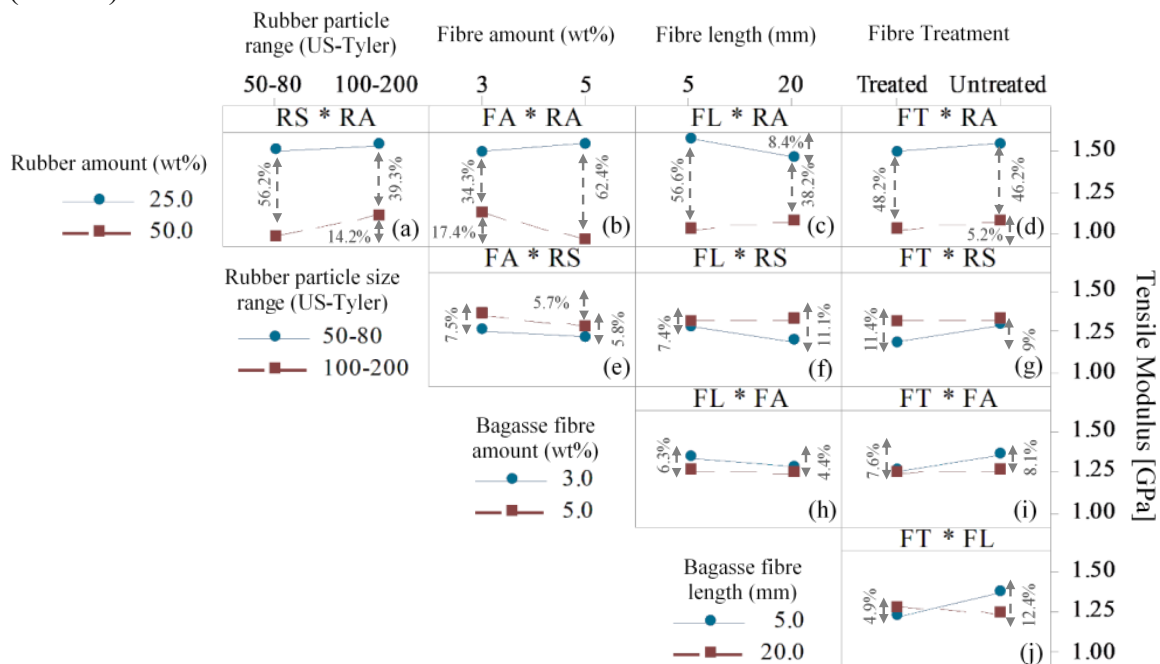 Rubber particle
range (US-Tyler)
50-80 100-200
Fibre amount (wt%)
3 5
Fibre length (mm)
5 20
Fibre Treatment
Treated Untreated
RS * RA
FA * RA
FL * RA
FT * RA
Rubber amount (wt%)
25.0
50.0
56.2%
39.3%
14.2%
(a)
34.3%
62.4%
17.4%
(b)
56.6%
8.4%
38.2%
(c)
48.2%
46.2%
5.2%
(d)
1.50
1.25
1.00
FA * RS
FL * RS
FT * RS
Rubber particle size
range (US-Tyler)
50-80
100-200
7.5%
5.7%
5.8%
(e)
7.4%
11.1%
(f)
11.4%
9%
(g)
1.50
1.25
1.00
FL * FA
FT * FA
Bagasse fibre
amount (wt%)
3.0
5.0
6.3%
4.4%
(h)
7.6%
8.1%
(i)
1.50
1.25
1.00
FT * FL
Bagasse fibre
length (mm)
5.0
20.0
4.9%
12.4%
(j)
1.50
1.25
1.00
Tensile Modulus [GPa]